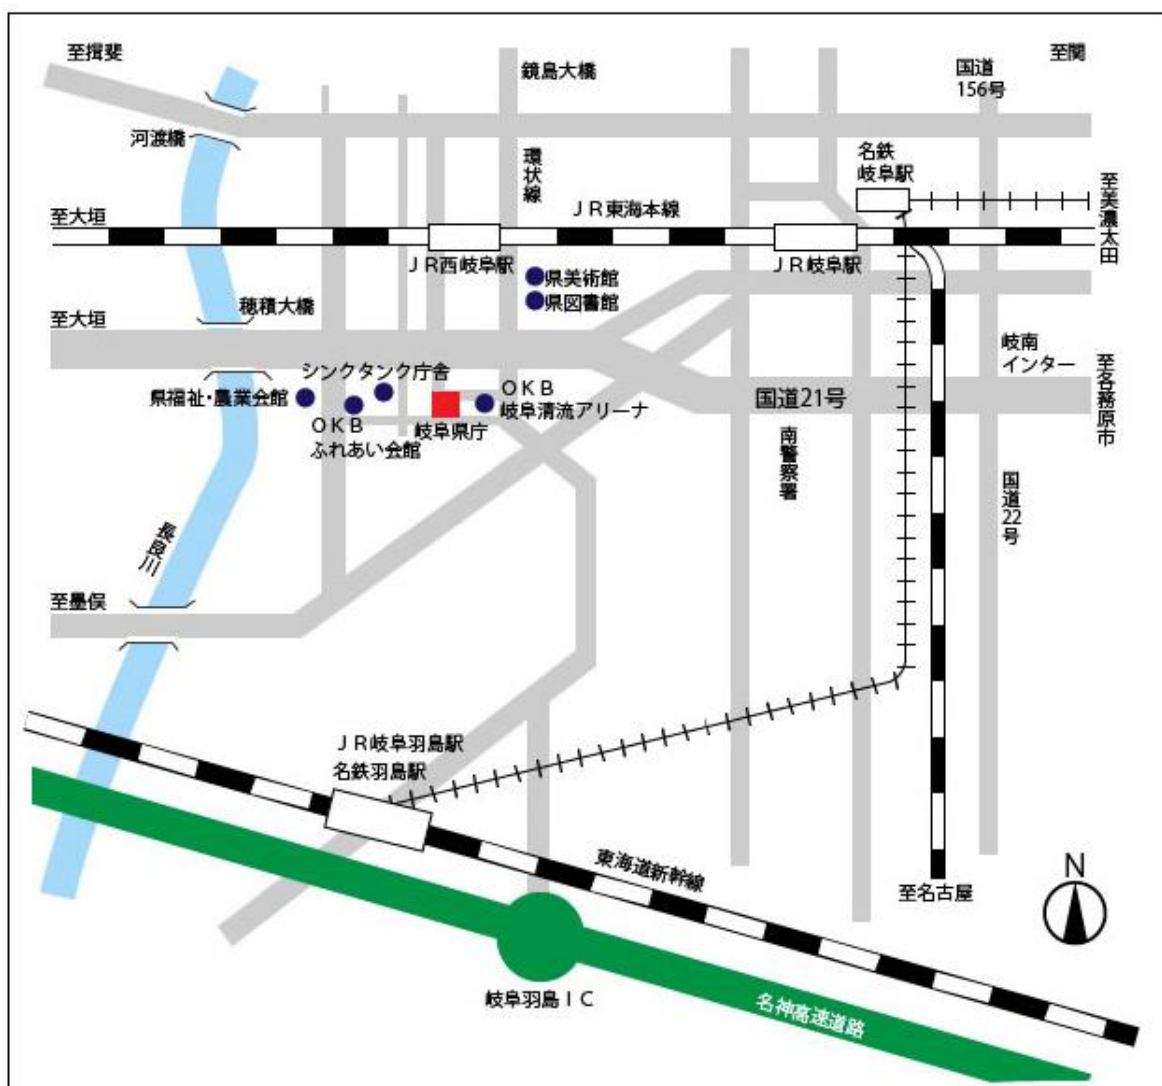 至揖斐
鏡島大橋
国道
156号
至関
河渡橋
環状線
名鉄
岐阜駅
至美濃太田
至大垣
ＪＲ東海本線
ＪＲ西岐阜駅
ＪＲ岐阜駅
県美術館
県図書館
穂積大橋
至大垣
岐南
インター
至各務原市
シンクタンク庁舎
県福祉・農業会館
ＯＫＢ
ふれあい会館
岐阜県庁
ＯＫＢ
岐阜清流アリーナ
国道21号
南警察署
国道22号
長良川
至墨俣
ＪＲ岐阜羽島駅
名鉄羽島駅
東海道新幹線
至名古屋
N
岐阜羽島ＩＣ
名神高速道路